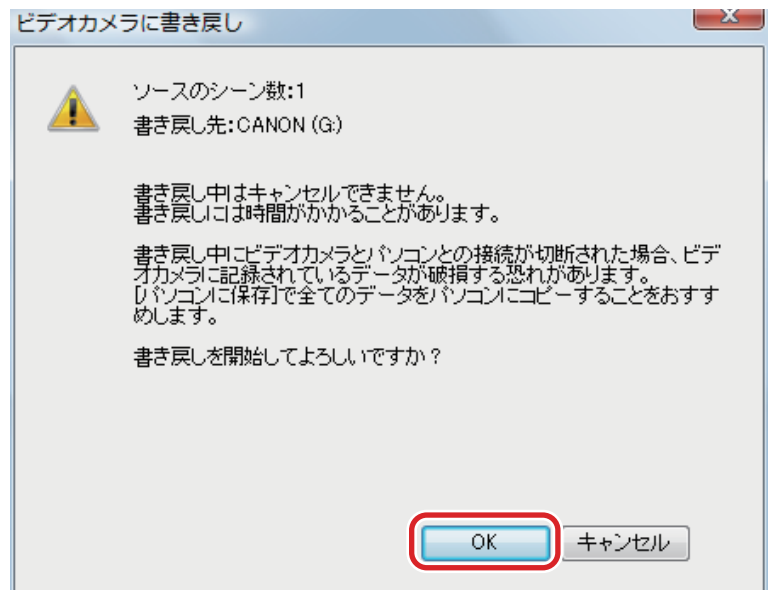 ビデオカメラに書き戻し
ソースのシーン数:1
書き戻し先:CANON (G:)
書き戻し中はキャンセルできません。
書き戻しには時間がかかることがあります。
書き戻し中にビデオカメラとパソコンとの接続が切断された場合、ビデ
オカメラに記録されているデータが破損する恐れがあります。
[パソコンに保存]で全てのデータをパソコンにコピーすることをおすす
めします。
書き戻しを開始してよろしいですか?
OK
キャンセル